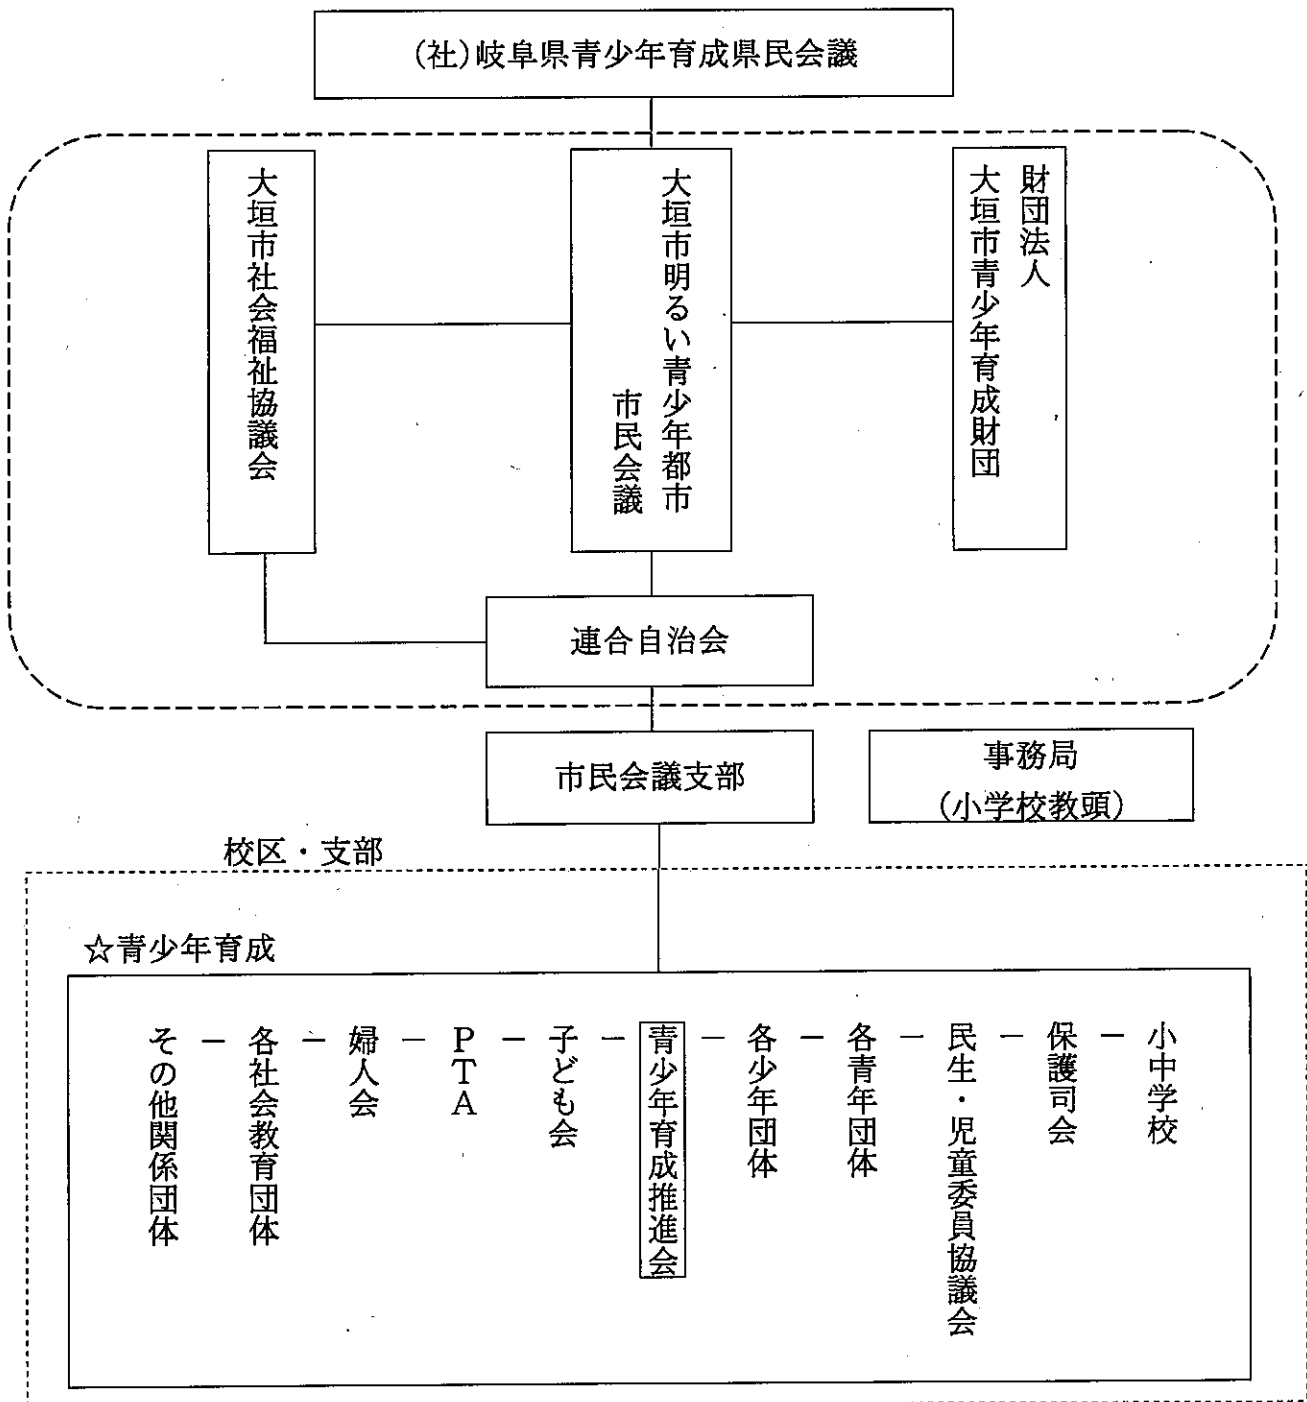 (社)岐阜県青少年育成県民会議
大垣市社会福祉協議会
大垣市明るい青少年都市
市民会議
財団法人
大垣市青少年育成財団
連合自治会
市民会議支部
事務局
(小学校教頭)
校区・支部
☆青少年育成
その他関係団体 － 各社会教育団体 － 婦人会 － PTA － 子ども会 － 青少年育成推進会 － 各少年団体 － 各青年団体 － 民生・児童委員協議会 － 保護司会 － 小中学校